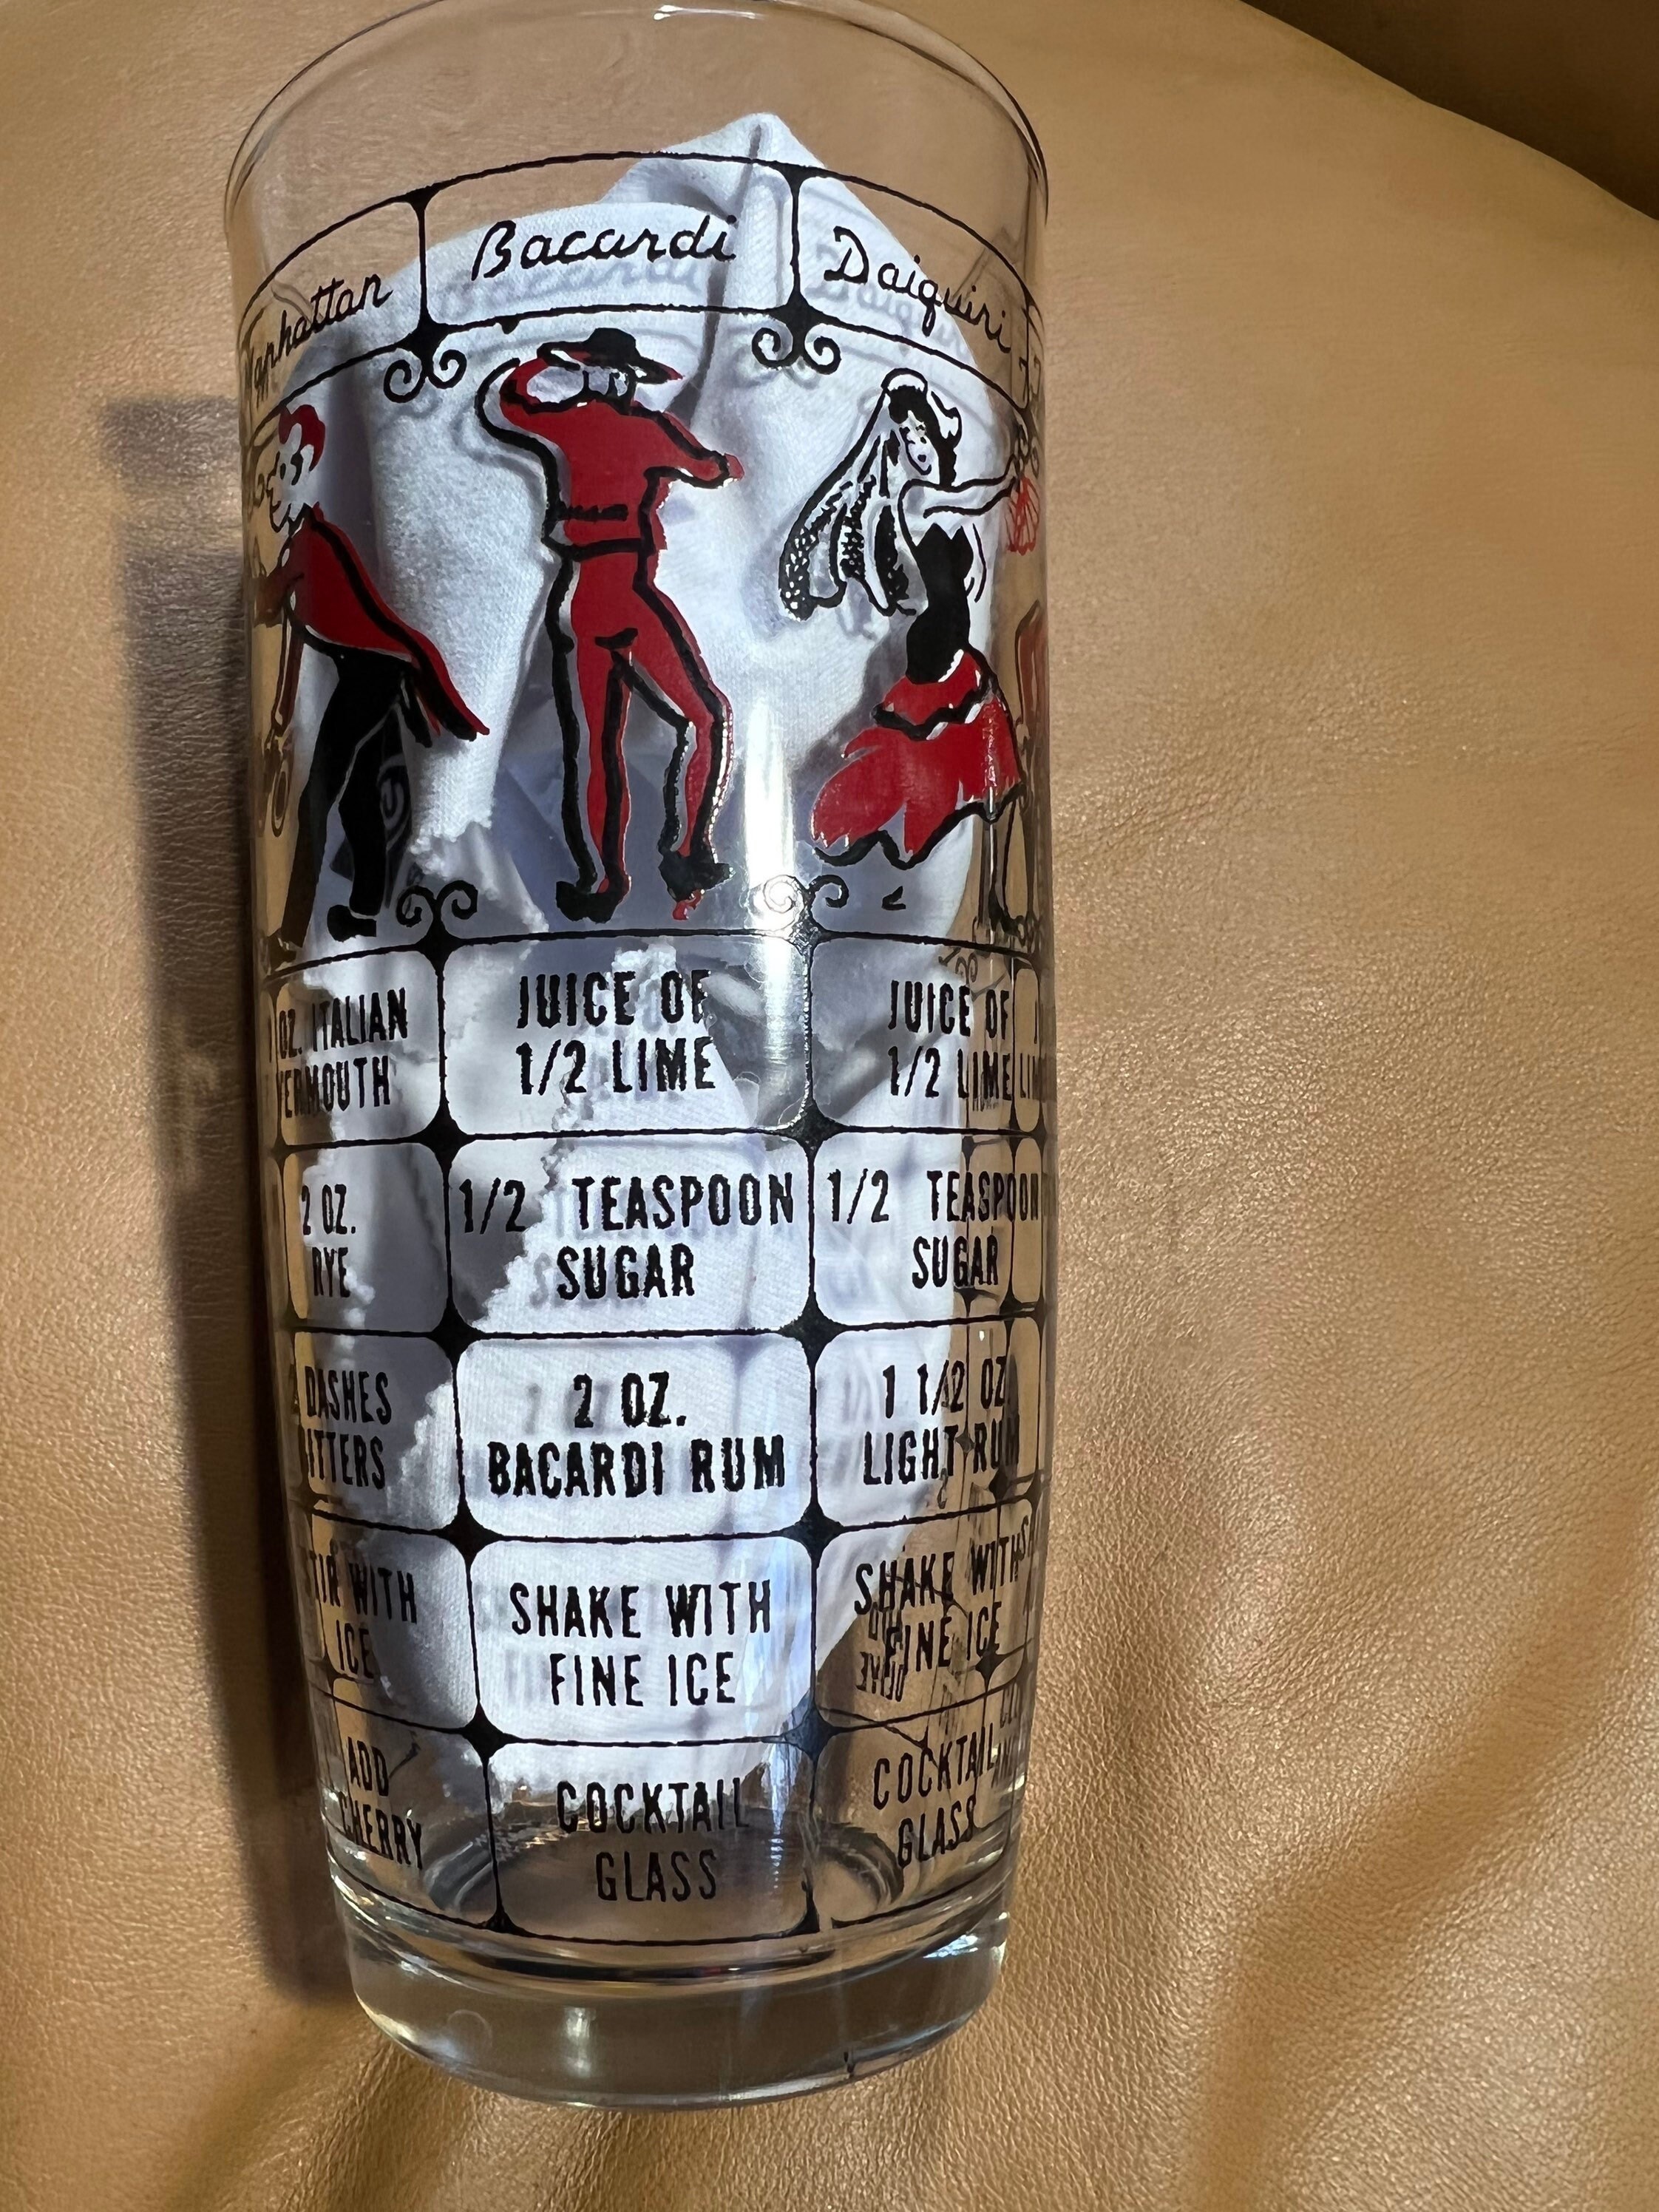 Manhattan
OZ. ITALIAN
VERMOUTH
2 OZ.
RYE
DASHES
BITTERS
STIR WITH
ICE
ADD
CHERRY
Bacardi
JUICE OF
1/2 LIME
1/2 TEASPOON
SUGAR
2 OZ.
BACARDI RUM
SHAKE WITH
FINE ICE
COCKTAIL
GLASS
Daiquiri
JUICE OF
1/2 LIME
1/2 TEASPOON
SUGAR
1 1/2 OZ.
LIGHT RUM
SHAKE WITH
FINE ICE
COCKTAIL
GLASS